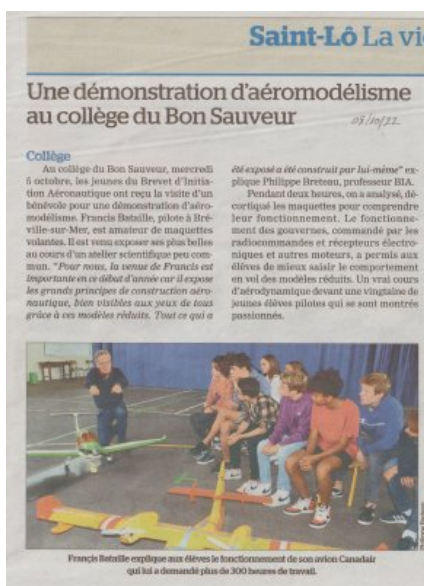 Saint-Lô La vi
Une démonstration d'aéromodélisme
au collège du Bon Sauveur
08/10/22
Collège
Au collège du Bon Sauveur, mercredi
5 octobre, les jeunes du Brevet d'Initia-
tion Aéronautique ont reçu la visite d'un
bénévole pour une démonstration d'aéro-
modélisme. Francis Bataille, pilote à Bré-
ville-sur-Mer, est amateur de maquettes
volantes. Il est venu exposer ses plus belles
au cours d'un atelier scientifique peu com-
mun. "Pour nous, la venue de Francis est
importante en ce début d'année car il expose
les grands principes de construction aéro-
nautique, bien visibles aux yeux de tous
grâce à ces modèles réduits. Tout ce qui a
été exposé a été construit par lui-même" ex-
plique Philippe Breteau, professeur BIA.
Pendant deux heures, on a analysé, dé-
cortiqué les maquettes pour comprendre
leur fonctionnement. Le fonctionne-
ment des gouvernes, commandé par les
radiocommandes et récepteurs électro-
niques et autres moteurs, a permis aux
élèves de mieux saisir le comportement
en vol des modèles réduits. Un vrai cours
d'aérodynamique devant une vingtaine de
jeunes élèves pilotes qui se sont montré
passionnés.
Françis Bataille explique aux élèves le fonctionnement de son avion Canadair
qui lui a demandé plus de 300 heures de travail.